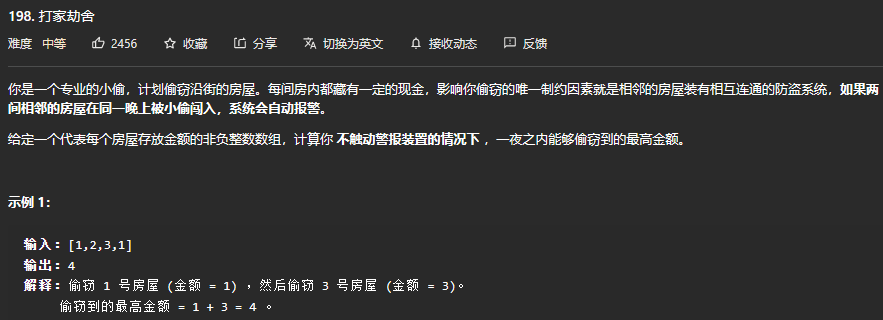 198. 打家劫舍
难度 中等 2456 收藏 分享 切换为英文 接收动态 反馈
你是一个专业的小偷，计划偷窃沿街的房屋。每间房内都藏有一定的现金，影响你偷窃的唯一制约因素就是相邻的房屋装有相互连通的防盗系统，如果两
间相邻的房屋在同一晚上被小偷闯入，系统会自动报警。
给定一个代表每个房屋存放金额的非负整数数组，计算你 不触动警报装置的情况下 ，一夜之内能够偷窃到的最高金额。
示例 1：
输入：[1,2,3,1]
输出：4
解释：偷窃 1 号房屋 (金额 = 1) ，然后偷窃 3 号房屋 (金额 = 3)。
偷窃到的最高金额 = 1 + 3 = 4 。